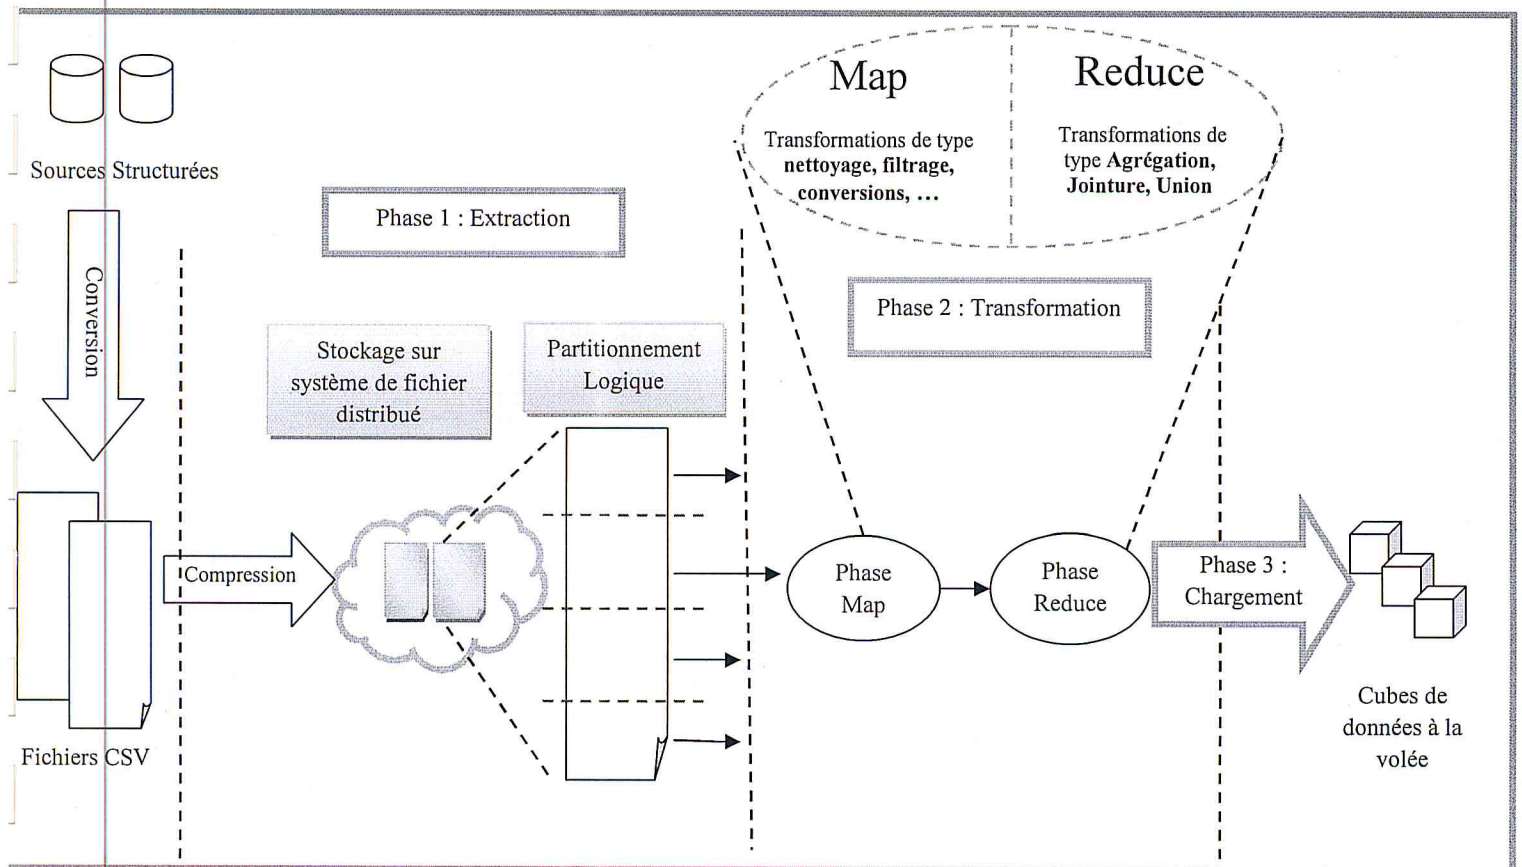 Sources Structurées
Conversion
Fichiers CSV
Phase 1 : Extraction
Stockage sur
système de fichier
distribué
Partitionnement
Logique
Compression
Map
Transformations de type
nettoyage, filtrage,
conversions, …
Reduce
Transformations de
type Agrégation,
Jointure, Union
Phase 2 : Transformation
Phase
Map
Phase
Reduce
Phase 3 :
Chargement
Cubes de
données à la
volée